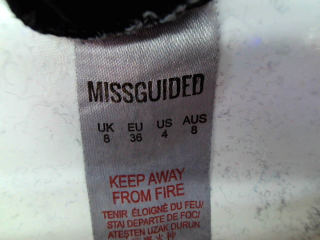 MISSGUIDED
UK EU US AUS
8 36 4 8
KEEP AWAY
FROM FIRE
TENIR ÉLOIGNÉ DU FEU/
STAI DEPARTE DE FOC/
ATESTEN UZAK DURUN